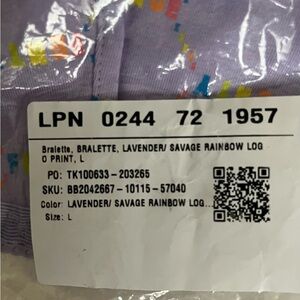 LPN 0244 72 1957
Bralette, BRALETTE, LAVENDER/ SAVAGE RAINBOW LOG
O PRINT, L
PO: TK100633-203265
SKU: BB2042667-10115-57040
Color: LAVENDER/ SAVAGE RAINBOW LOG...
Size: L